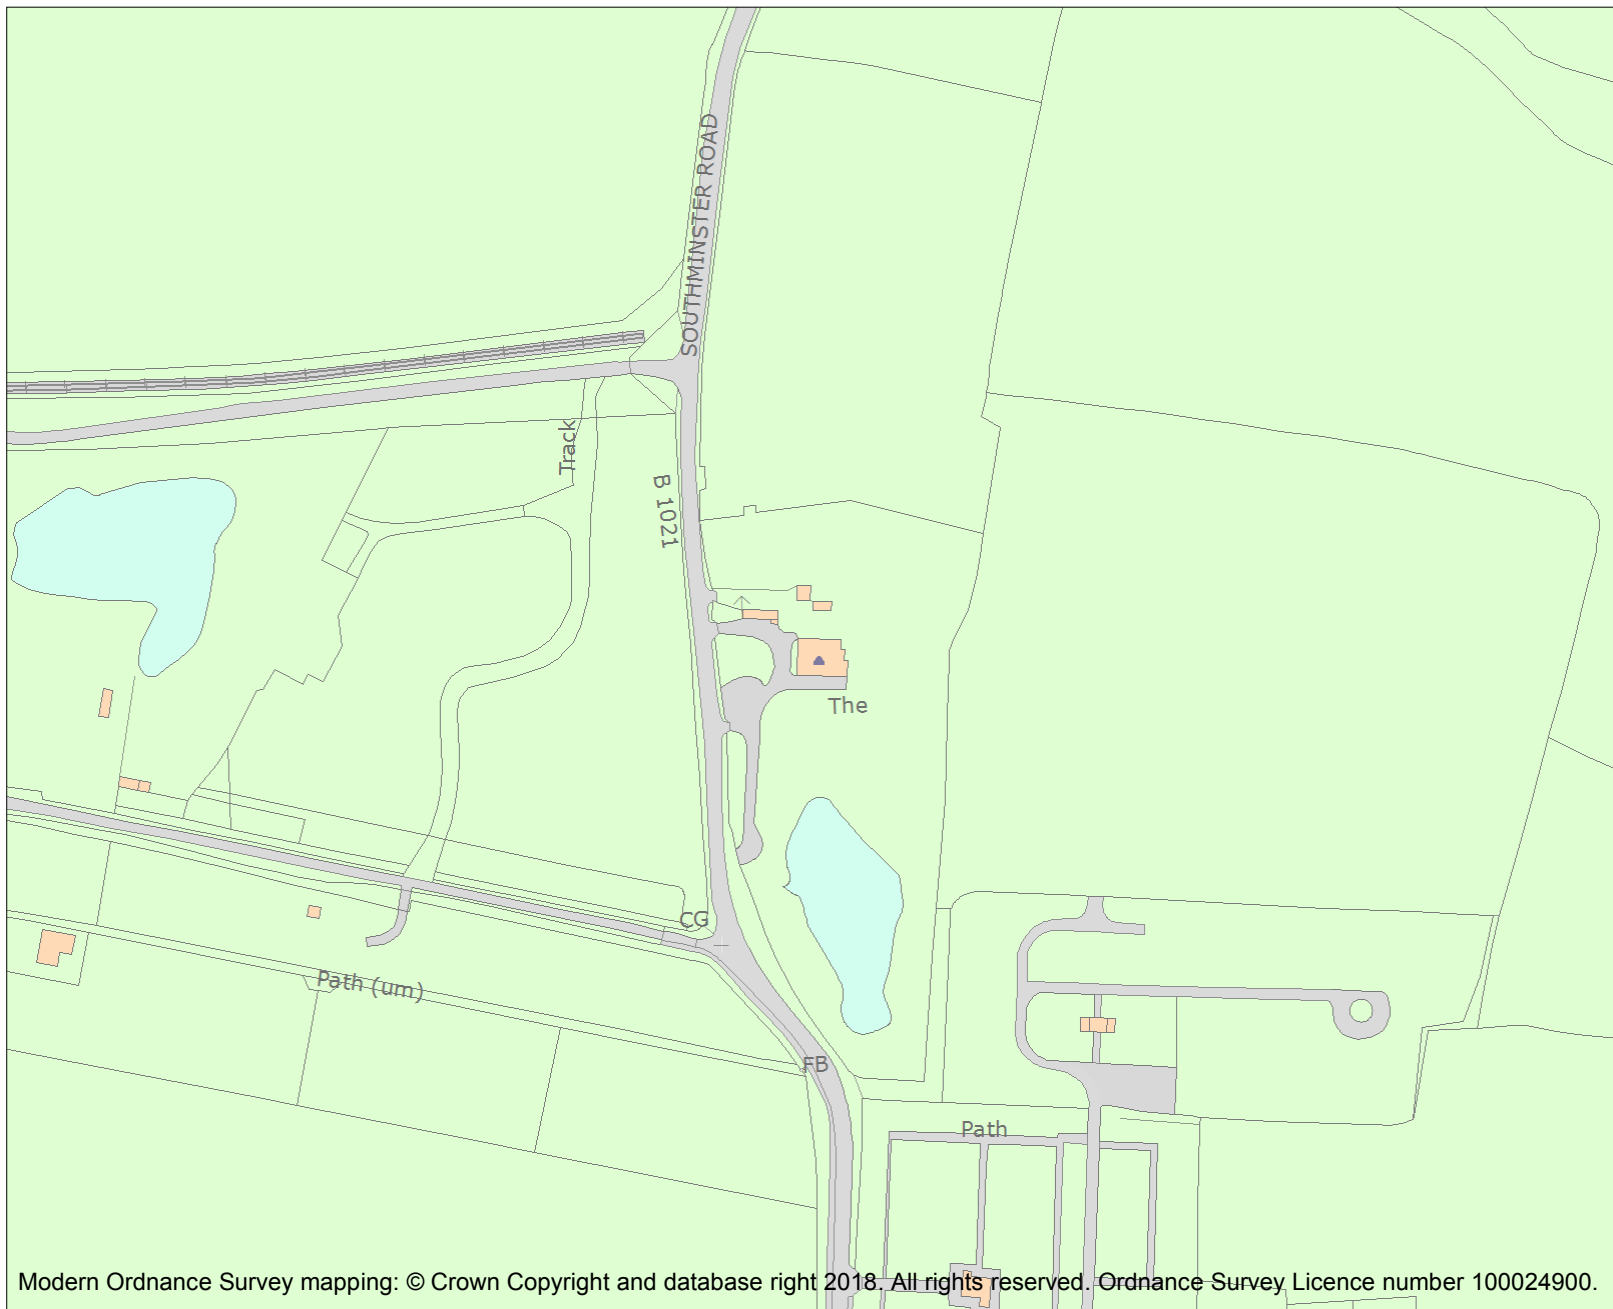 SOUTHMINSTER ROAD
Track
B 1021
The
CG
Path (um)
FB
Path
Modern Ordnance Survey mapping: © Crown Copyright and database right 2018. All rights reserved. Ordnance Survey Licence number 100024900.